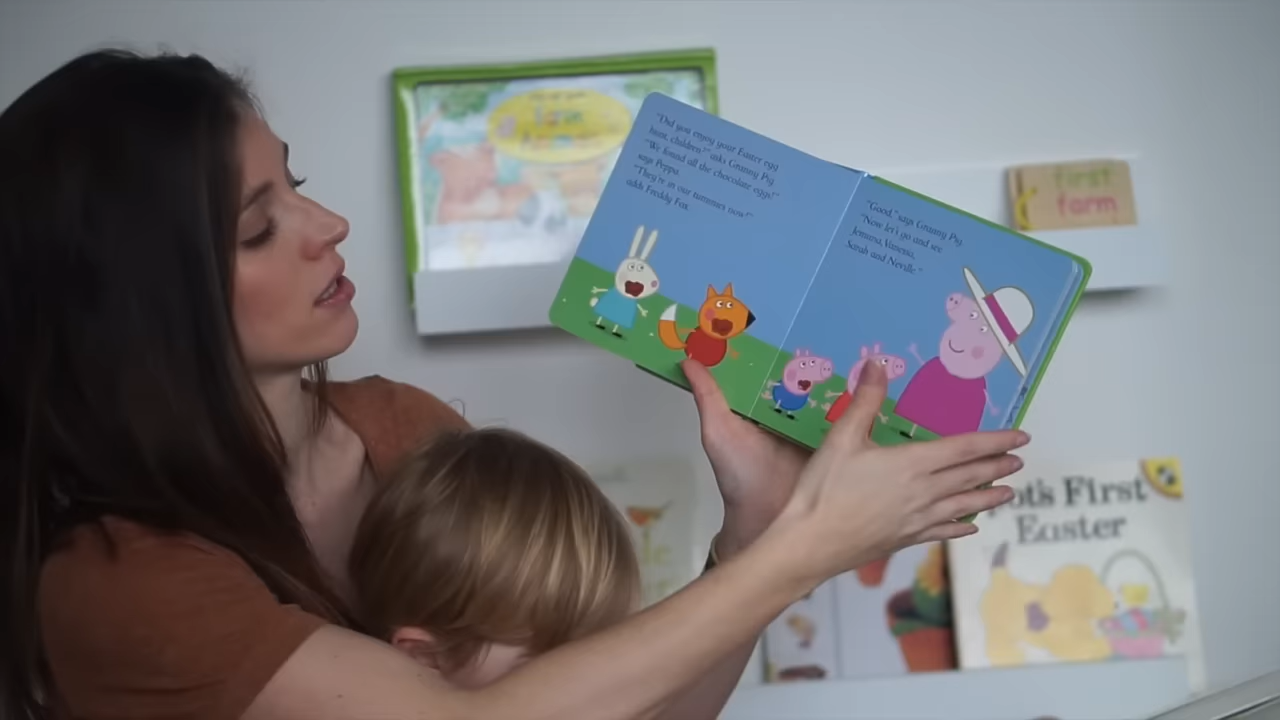 "Did you enjoy your Easter egg
hunt, children?" asks Granny Pig.
"We found all the chocolate eggs!"
says Peppa.
"They're in our tummies now!"
adds Freddy Fox.
"Good," says Granny Pig.
"Now let's go and see
Jemima, Vanessa,
Sarah and Neville."
first
farm
ot's First
Easter